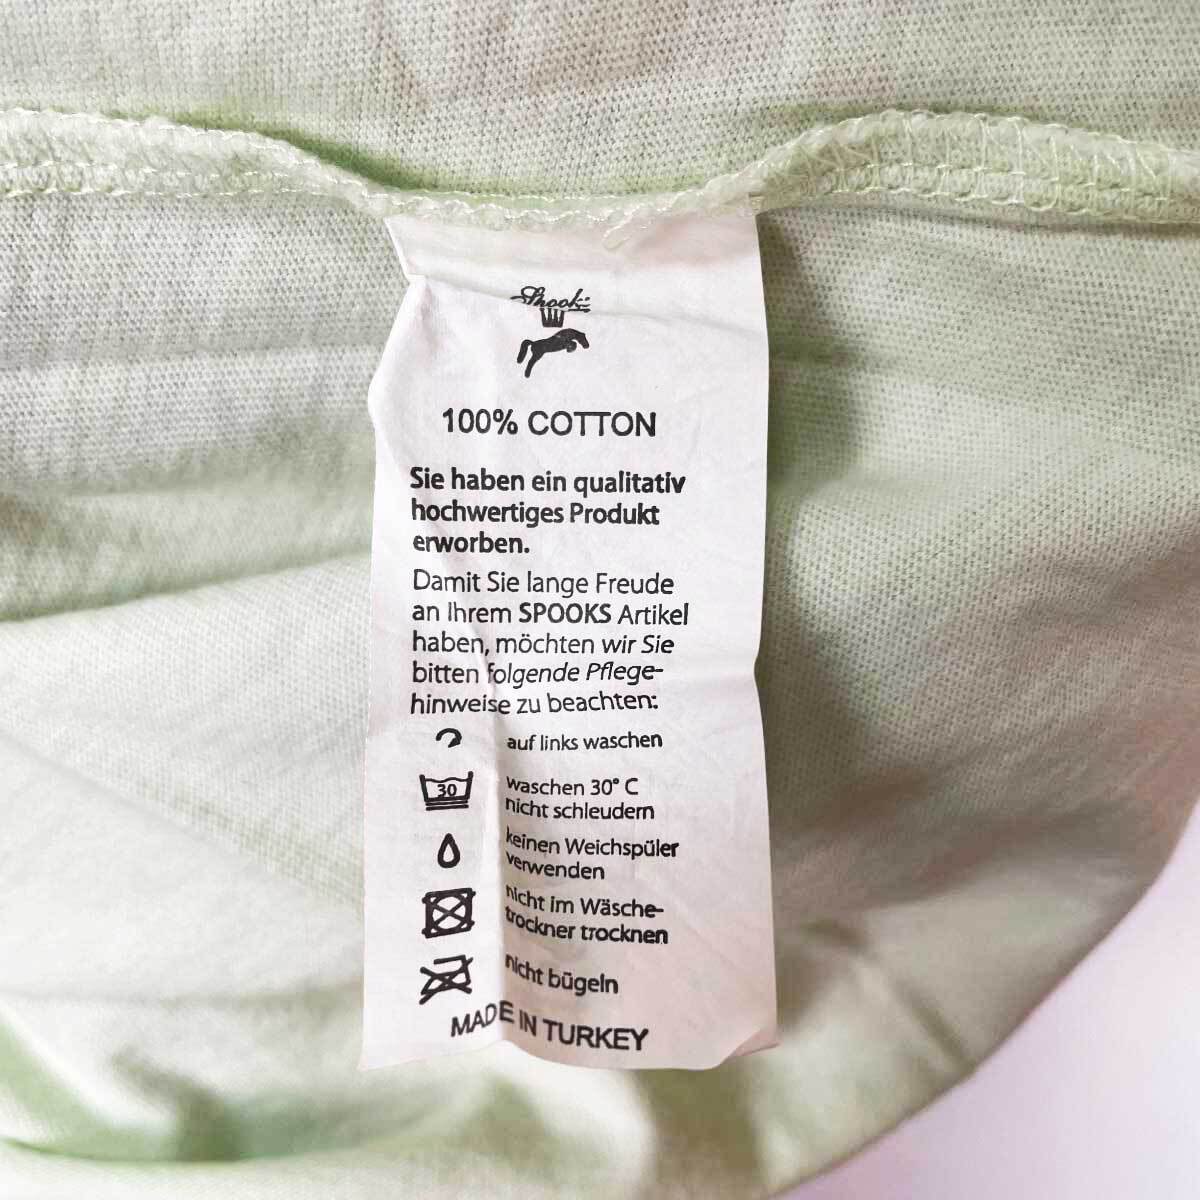 Spooks
100% COTTON
Sie haben ein qualitativ
hochwertiges Produkt
erworben.
Damit Sie lange Freude
an Ihrem SPOOKS Artikel
haben, möchten wir Sie
bitten folgende Pflege-
hinweise zu beachten:
auf links waschen
30
waschen 30° C
nicht schleudern
keinen Weichspüler
verwenden
nicht im Wäsche-
trockner trocknen
nicht bügeln
MADE IN TURKEY